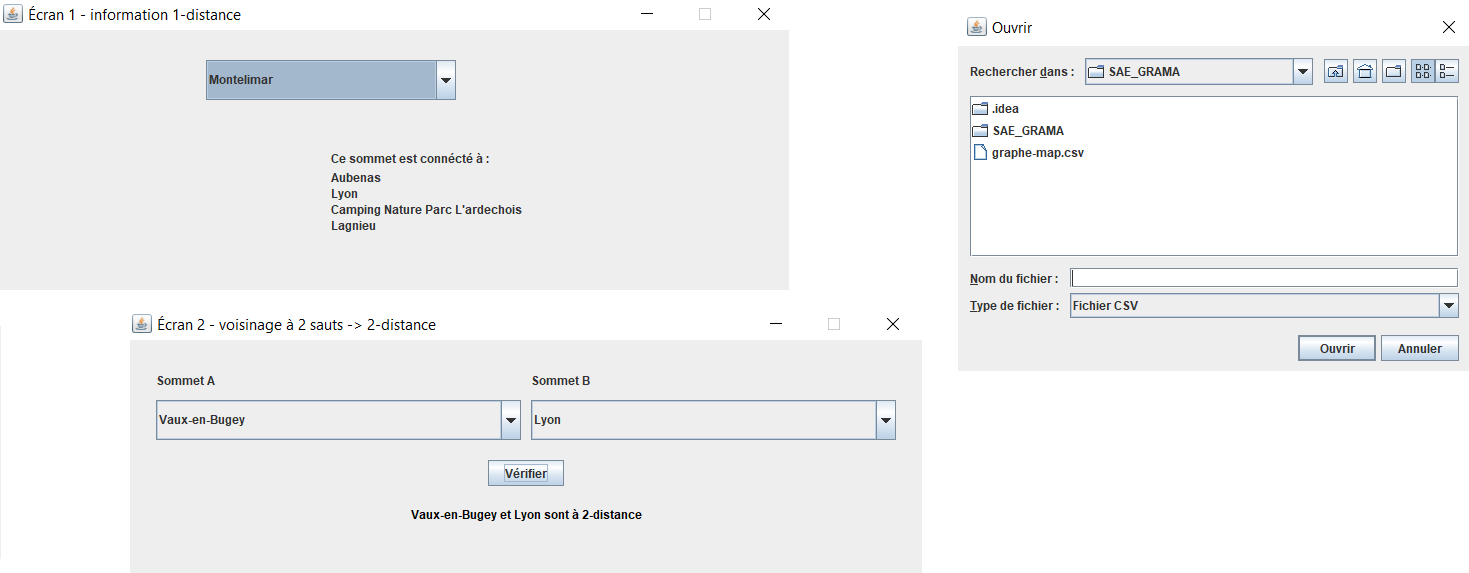 Écran 1 - information 1-distance
Montelimar
Ce sommet est connécté à :
Aubenas
Lyon
Camping Nature Parc L'ardechois
Lagnieu
Écran 2 - voisinage à 2 sauts -> 2-distance
Sommet A Sommet B
Vaux-en-Bugey Lyon
Vérifier
Vaux-en-Bugey et Lyon sont à 2-distance
Ouvrir
Rechercher dans : SAE_GRAMA
.idea
SAE_GRAMA
graphe-map.csv
Nom du fichier :
Type de fichier : Fichier CSV
Ouvrir Annuler